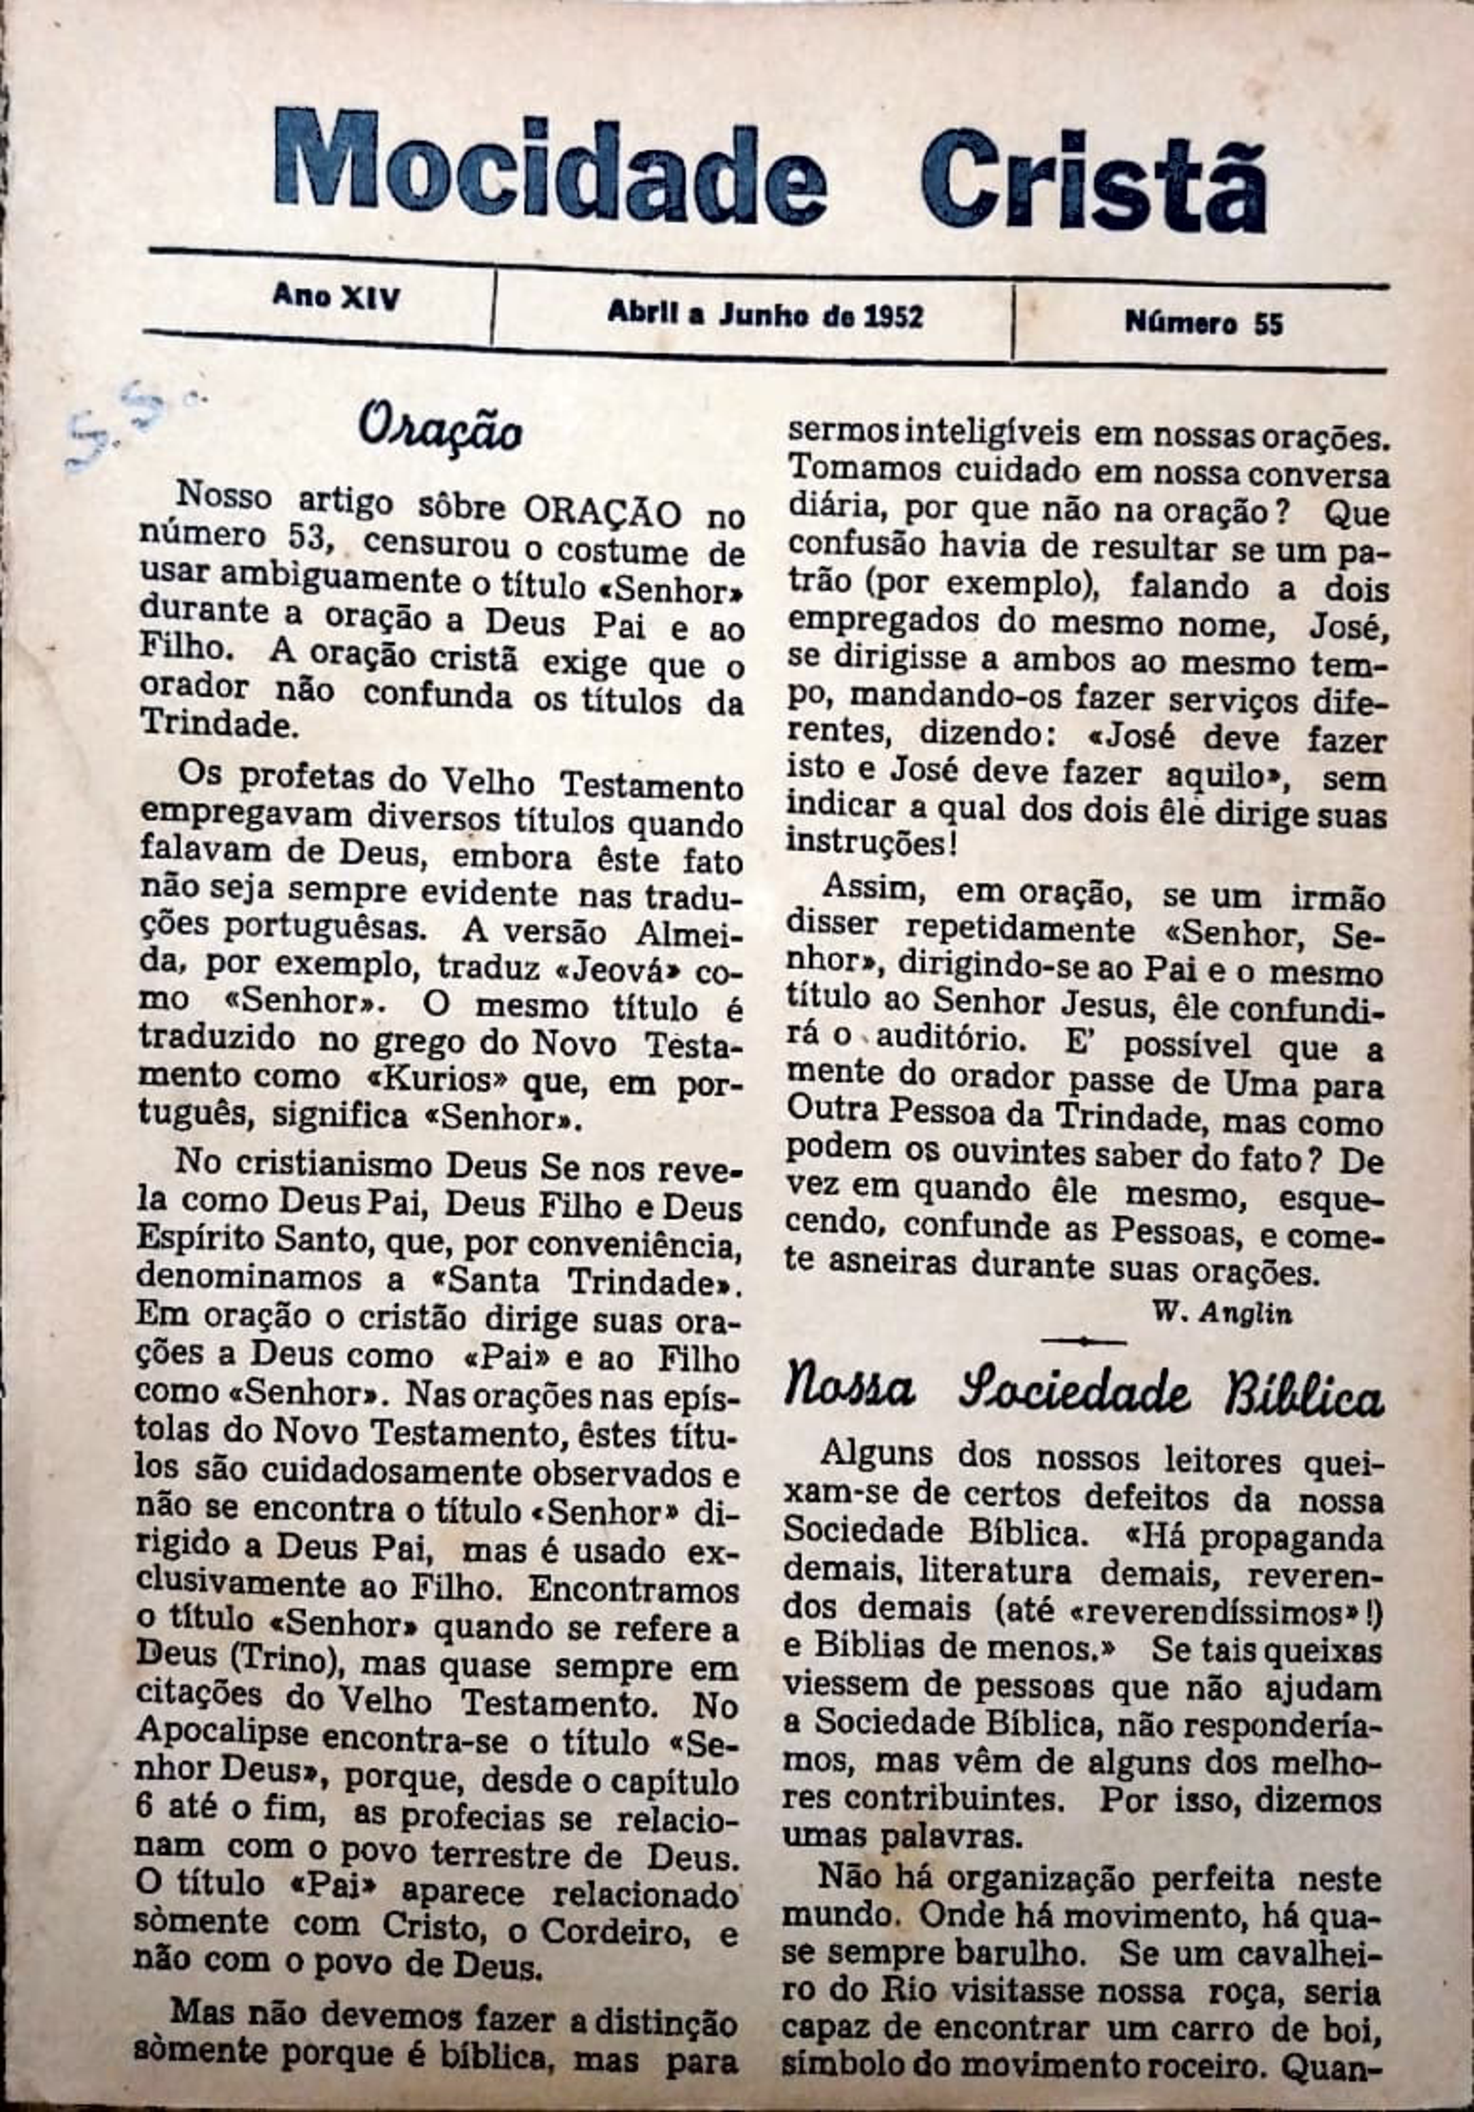 Mocidade Cristã
Ano XIV
Abril a Junho de 1952
Número 55
S. S.
Oração
Nosso artigo sôbre ORAÇÃO no
número 53, censurou o costume de
usar ambiguamente o título «Senhor»
durante a oração a Deus Pai e ao
Filho. A oração cristã exige que o
orador não confunda os títulos da
Trindade.
Os profetas do Velho Testamento
empregavam diversos títulos quando
falavam de Deus, embora êste fato
não seja sempre evidente nas tradu-
ções portuguêsas. A versão Almei-
da, por exemplo, traduz «Jeová» co-
mo «Senhor». O mesmo título é
traduzido no grego do Novo Testa-
mento como «Kurios» que, em por-
tuguês, significa «Senhor».
No cristianismo Deus Se nos reve-
la como Deus Pai, Deus Filho e Deus
Espírito Santo, que, por conveniência,
denominamos a «Santa Trindade».
Em oração o cristão dirige suas ora-
ções a Deus como «Pai» e ao Filho
como «Senhor». Nas orações nas epís-
tolas do Novo Testamento, êstes títu-
los são cuidadosamente observados e
não se encontra o título «Senhor» di-
rigido a Deus Pai, mas é usado ex-
clusivamente ao Filho. Encontramos
o título «Senhor» quando se refere a
Deus (Trino), mas quase sempre em
citações do Velho Testamento. No
Apocalipse encontra-se o título «Se-
nhor Deus», porque, desde o capítulo
6 até o fim, as profecias se relacio-
nam com o povo terrestre de Deus.
O título «Pai» aparece relacionado
sòmente com Cristo, o Cordeiro, e
não com o povo de Deus.
Mas não devemos fazer a distinção
sòmente porque é bíblica, mas para
sermos inteligíveis em nossas orações.
Tomamos cuidado em nossa conversa
diária, por que não na oração? Que
confusão havia de resultar se um pa-
trão (por exemplo), falando a dois
empregados do mesmo nome, José,
se dirigisse a ambos ao mesmo tem-
po, mandando-os fazer serviços dife-
rentes, dizendo: «José deve fazer
isto e José deve fazer aquilo», sem
indicar a qual dos dois êle dirige suas
instruções!
Assim, em oração, se um irmão
disser repetidamente «Senhor, Se-
nhor», dirigindo-se ao Pai e o mesmo
título ao Senhor Jesus, êle confundi-
rá o auditório. E' possível que a
mente do orador passe de Uma para
Outra Pessoa da Trindade, mas como
podem os ouvintes saber do fato? De
vez em quando êle mesmo, esque-
cendo, confunde as Pessoas, e come-
te asneiras durante suas orações.
W. Anglin
Nossa Sociedade Bíblica
Alguns dos nossos leitores quei-
xam-se de certos defeitos da nossa
Sociedade Bíblica. «Há propaganda
demais, literatura demais, reveren-
dos demais (até «reverendíssimos»!)
e Bíblias de menos.» Se tais queixas
viessem de pessoas que não ajudam
a Sociedade Bíblica, não respondería-
mos, mas vêm de alguns dos melho-
res contribuintes. Por isso, dizemos
umas palavras.
Não há organização perfeita neste
mundo. Onde há movimento, há qua-
se sempre barulho. Se um cavalhei-
ro do Rio visitasse nossa roça, seria
capaz de encontrar um carro de boi,
símbolo do movimento roceiro. Quan-